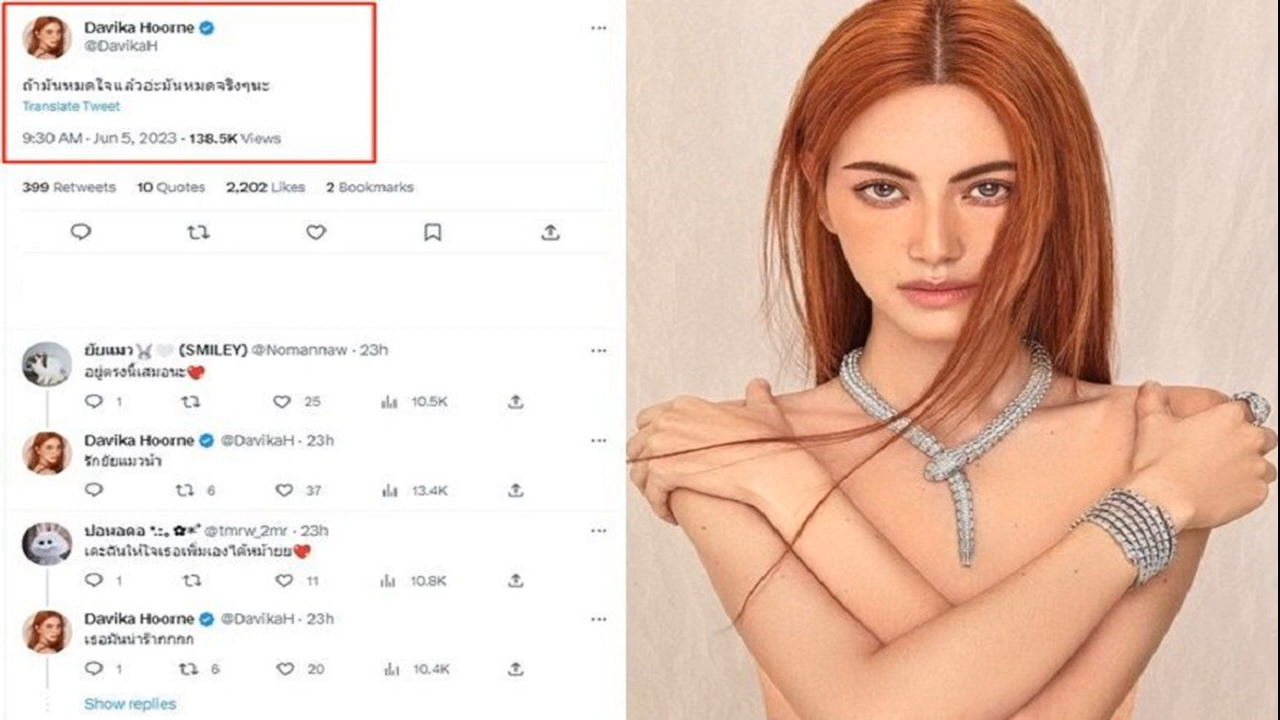 Davika Hoorne
@DavikaH
ถ้ามันหมดใจแล้วอ่ะมันหมดจริงๆนะ
Translate Tweet
9:30 AM · Jun 5, 2023 · 138.5K Views
399 Retweets 10 Quotes 2,202 Likes 2 Bookmarks
ยัยแมว (SMILEY) @Nomannaw · 23h
อยู่ตรงนี้เสมอนะ❤️
1 25 10.5K
Davika Hoorne @DavikaH · 23h
รักยัยแมวน้า
6 37 13.4K
ปอหอดอ @tmrw_2mr · 23h
เดะฉันให้ใจเธอเพิ่มเองได้หม้ายย❤️
1 11 10.8K
Davika Hoorne @DavikaH · 23h
เธอมันน่าร๊ากกกก
1 6 20 10.4K
Show replies